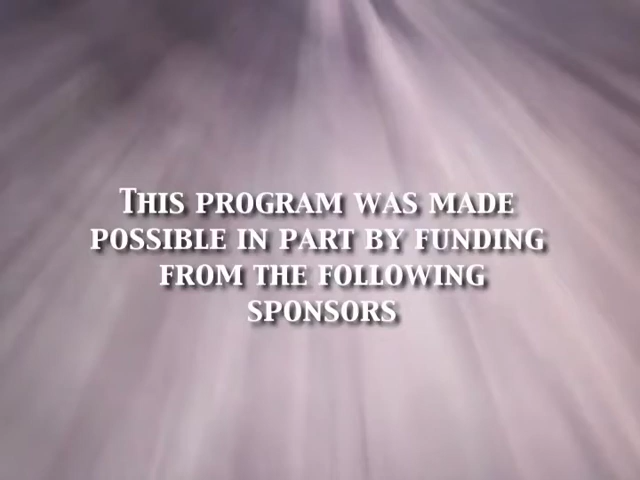 This program was made
possible in part by funding
from the following
sponsors